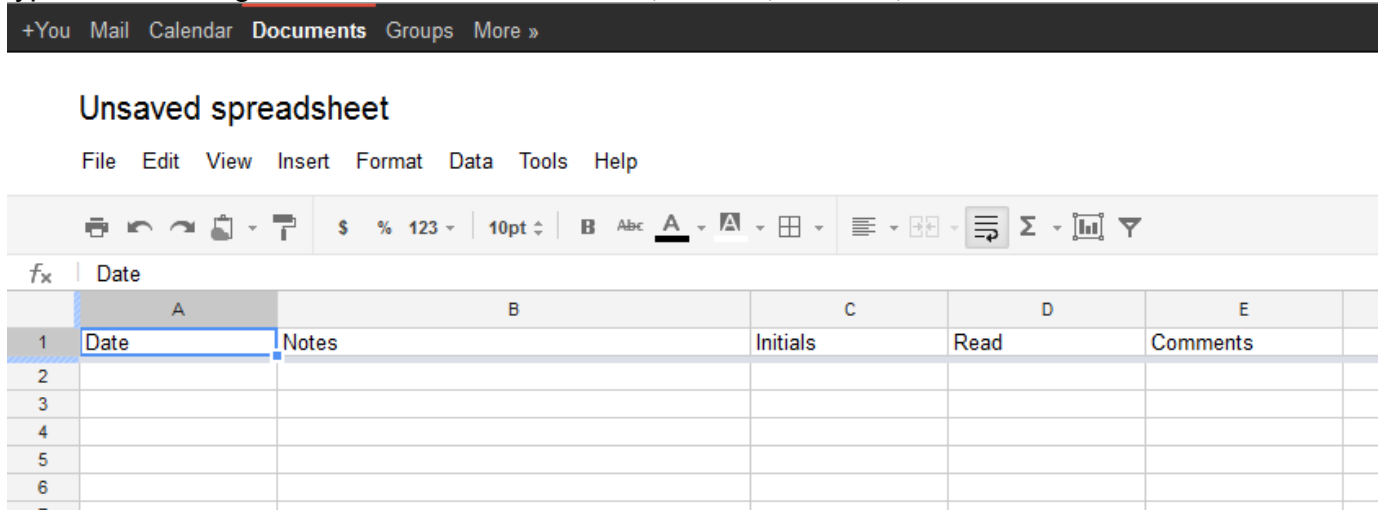 +You Mail Calendar Documents Groups More »
Unsaved spreadsheet
File Edit View Insert Format Data Tools Help
$ % 123 10pt B Abc A A Σ
fx Date
A B C D E
1 Date Notes Initials Read Comments
2
3
4
5
6